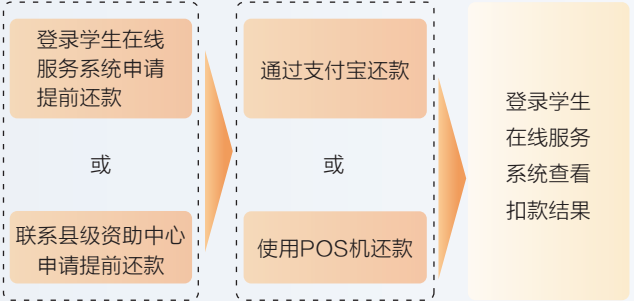 登录学生在线
服务系统申请
提前还款
或
联系县级资助中心
申请提前还款
通过支付宝还款
或
使用POS机还款
登录学生
在线服务
系统查看
扣款结果